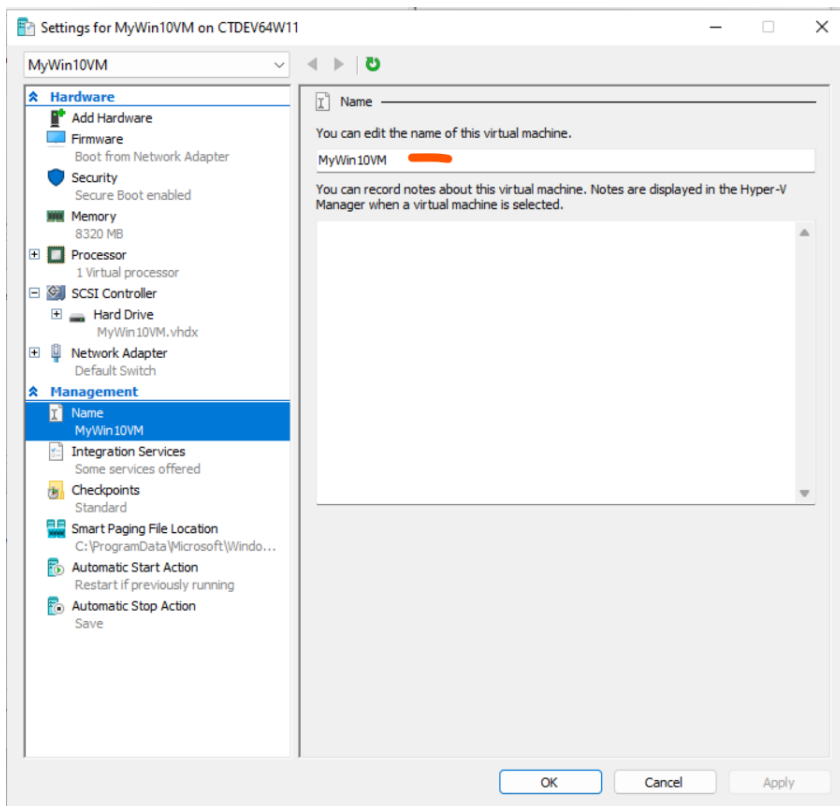 Settings for MyWin10VM on CTDEV64W11
MyWin10VM
Hardware
Add Hardware
Firmware
Boot from Network Adapter
Security
Secure Boot enabled
Memory
8320 MB
Processor
1 Virtual processor
SCSI Controller
Hard Drive
MyWin10VM.vhdx
Network Adapter
Default Switch
Management
Name
MyWin10VM
Integration Services
Some services offered
Checkpoints
Standard
Smart Paging File Location
C:\ProgramData\Microsoft\Windo...
Automatic Start Action
Restart if previously running
Automatic Stop Action
Save
Name
You can edit the name of this virtual machine.
MyWin10VM
You can record notes about this virtual machine. Notes are displayed in the Hyper-V
Manager when a virtual machine is selected.
OK
Cancel
Apply